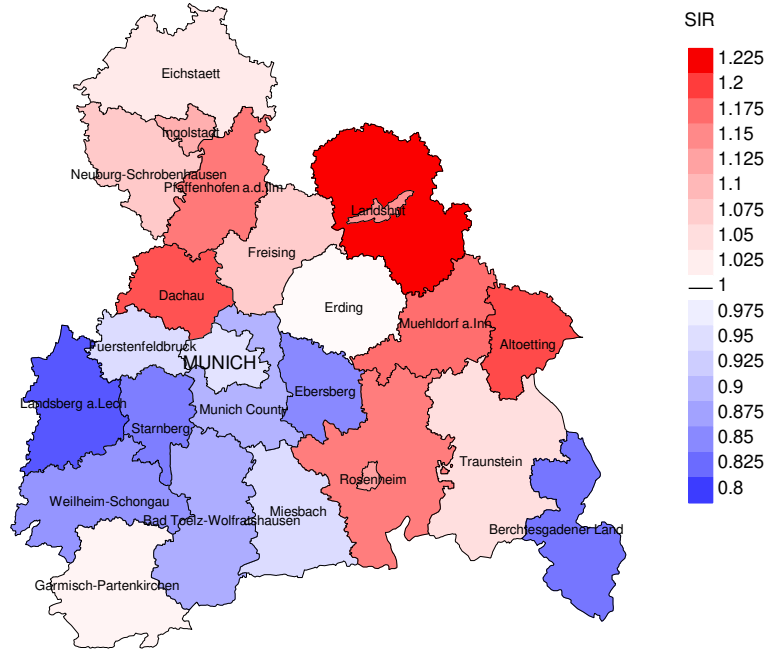 SIR
1.225
1.2
1.175
1.15
1.125
1.1
1.075
1.05
1.025
1
0.975
0.95
0.925
0.9
0.875
0.85
0.825
0.8
Eichstaett
Ingolstadt
Neuburg-Schrobenhausen
Pfaffenhofen a.d.Ilm
Landshut
Freising
Dachau
Erding
Muehldorf a.Inn
Altoetting
Fuerstenfeldbruck
MUNICH
Ebersberg
Landsberg a.Lech
Munich County
Starnberg
Traunstein
Rosenheim
Weilheim-Schongau
Miesbach
Bad Toelz-Wolfratshausen
Berchtesgadener Land
Garmisch-Partenkirchen